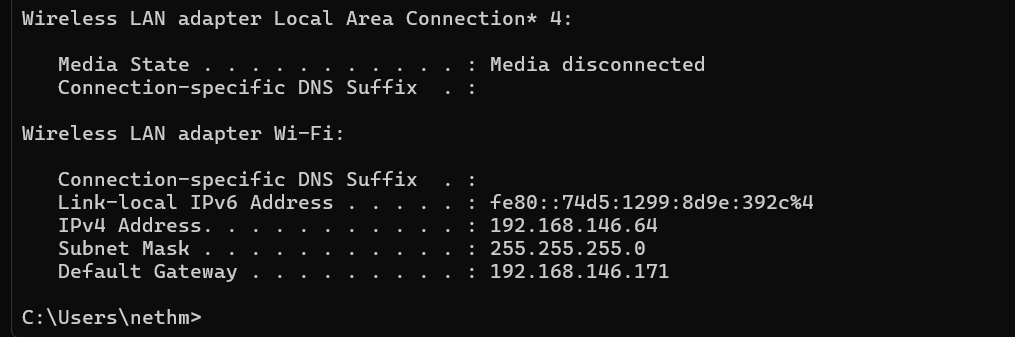 Wireless LAN adapter Local Area Connection* 4:
Media State . . . . . . . . . . . : Media disconnected
Connection-specific DNS Suffix  . :
Wireless LAN adapter Wi-Fi:
Connection-specific DNS Suffix  . :
Link-local IPv6 Address . . . . . : fe80::74d5:1299:8d9e:392c%4
IPv4 Address. . . . . . . . . . . : 192.168.146.64
Subnet Mask . . . . . . . . . . . : 255.255.255.0
Default Gateway . . . . . . . . . : 192.168.146.171
C:\Users\nethm>